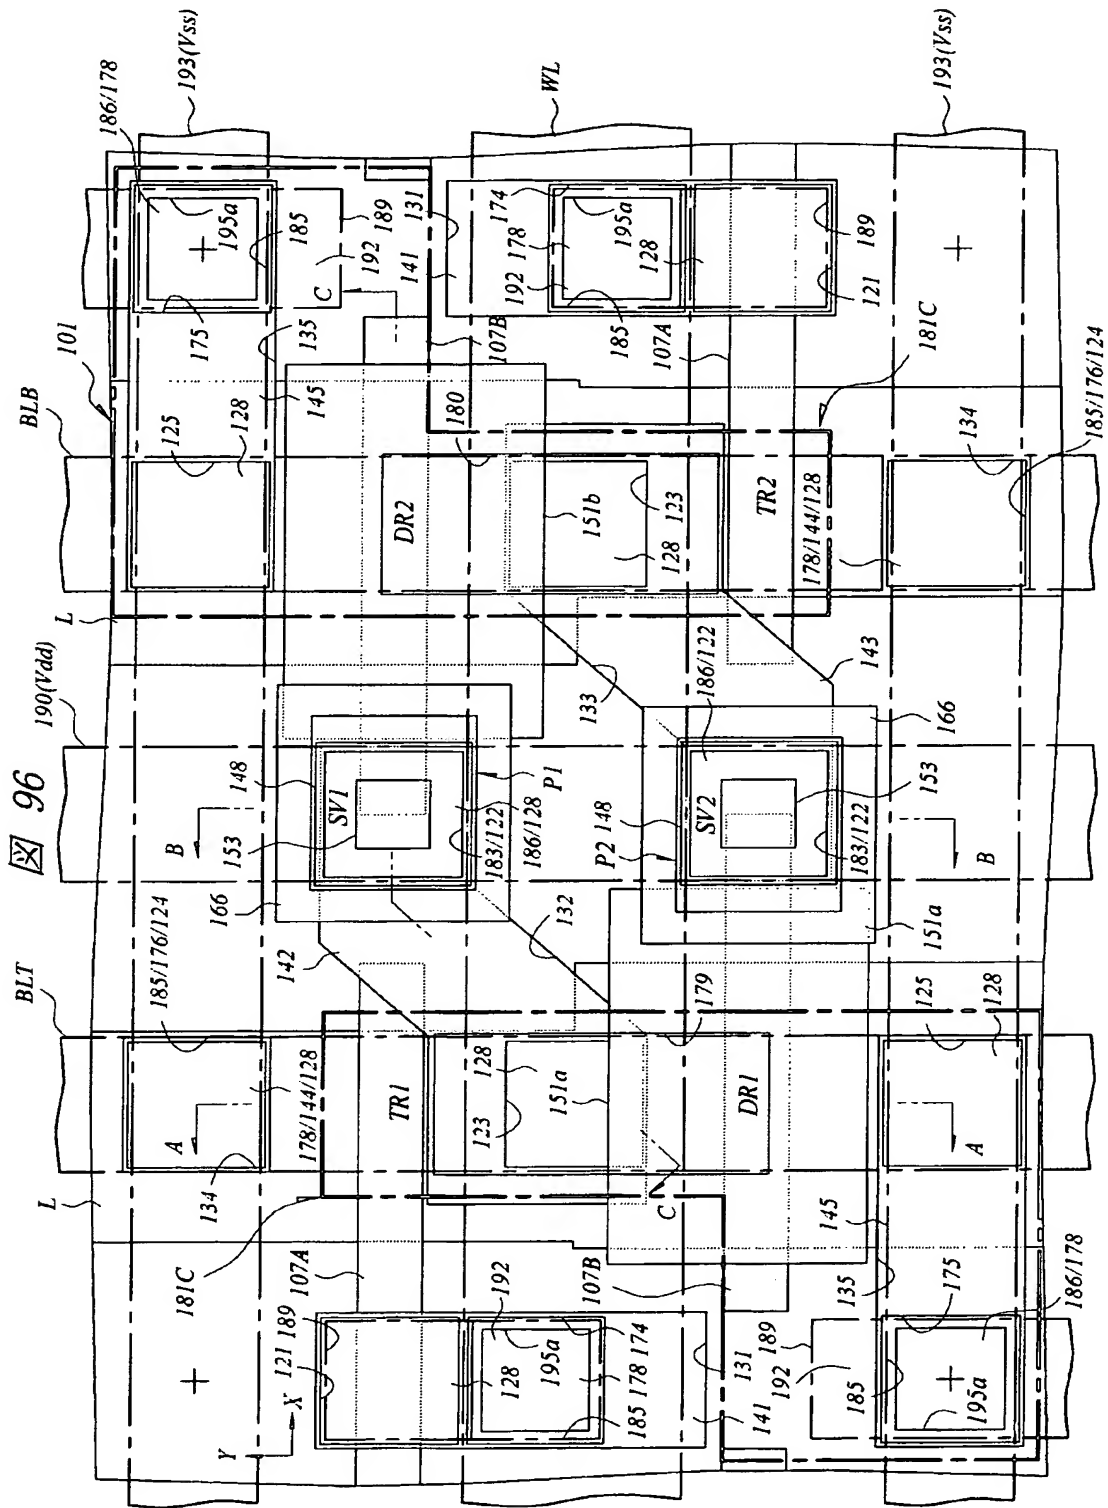 図 96
BLT
190(Vdd)
BLB
L
L
101
186/178
193(Vss)
185/176/124
B
166
148
125
128
175
195a
185
135
189
145
192
A
134
178/144/128
SV1
153
P1
142
C
181C
107A
TR1
132
183/122
186/128
DR2
131
141
107B
189
121
128
X
Y
123
128
151a
179
133
180
151b
123
128
WL
192
195a
178
185
174
185
178
192
195a
174
128
131
141
107B
C
DR1
P2
148
SV2
186/122
183/122
153
TR2
107A
189
121
181C
151a
166
143
178/144/128
189
192
185
135
145
175
125
128
A
B
134
185/176/124
193(Vss)
195a
186/178